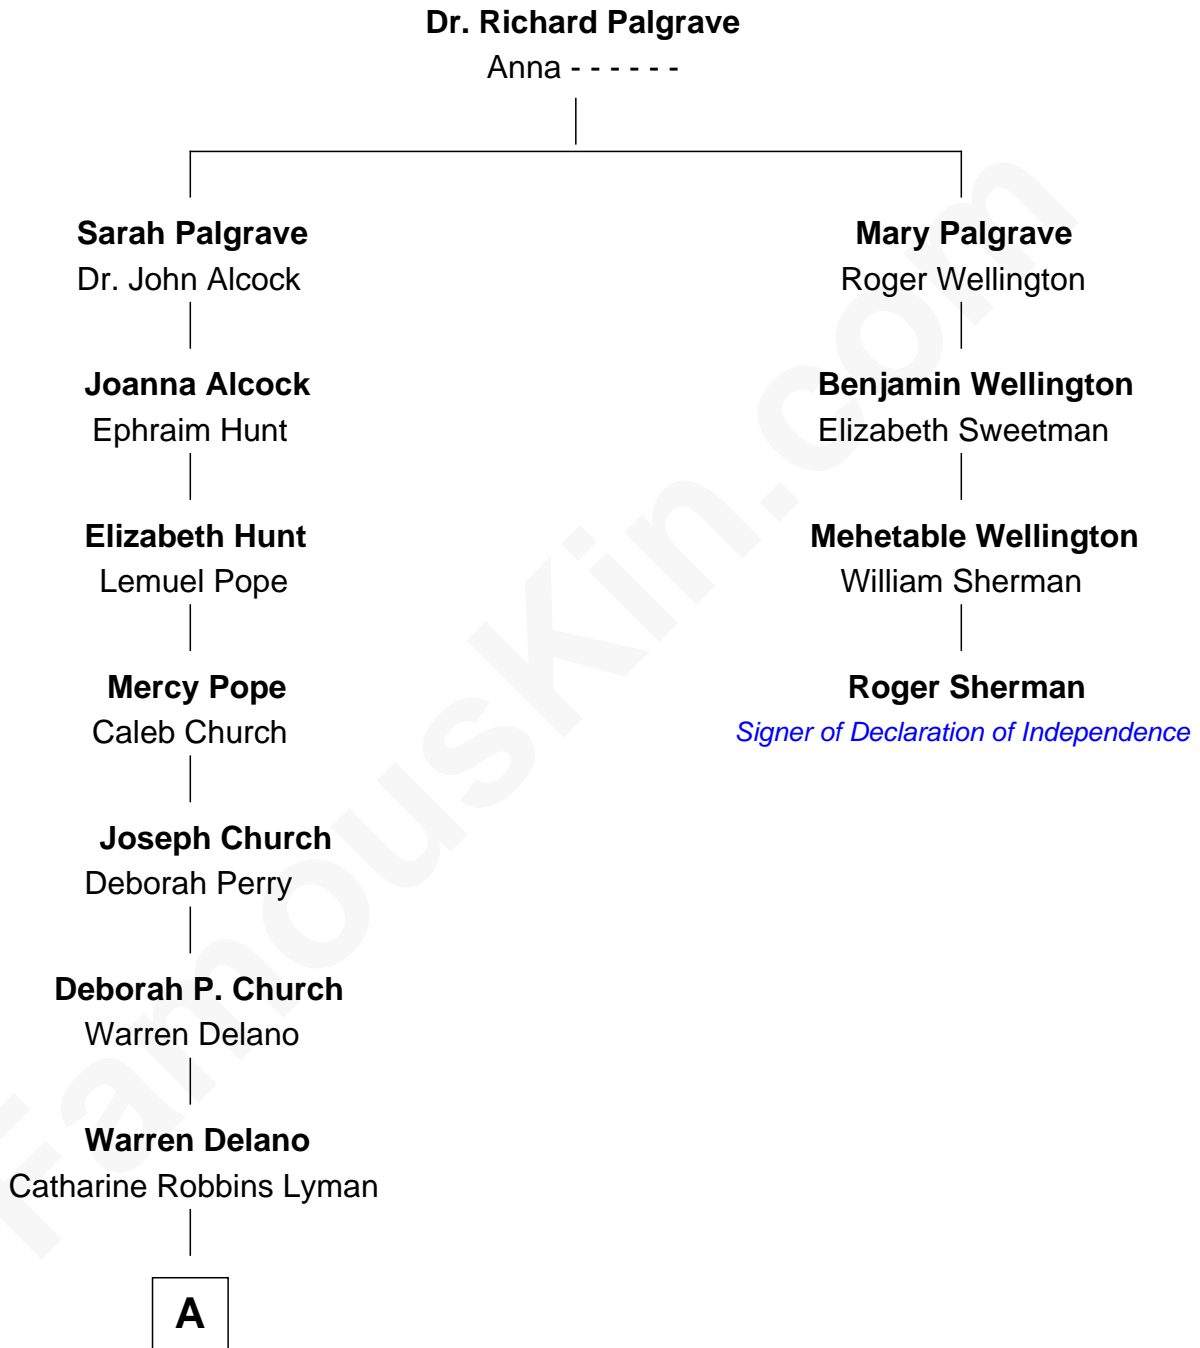 Dr. Richard Palgrave
Anna - - - - - -
Sarah Palgrave
Dr. John Alcock
Mary Palgrave
Roger Wellington
Joanna Alcock
Ephraim Hunt
Benjamin Wellington
Elizabeth Sweetman
Elizabeth Hunt
Lemuel Pope
Mehetable Wellington
William Sherman
Mercy Pope
Caleb Church
Roger Sherman
Signer of Declaration of Independence
Joseph Church
Deborah Perry
Deborah P. Church
Warren Delano
Warren Delano
Catharine Robbins Lyman
A
FamousKin.com